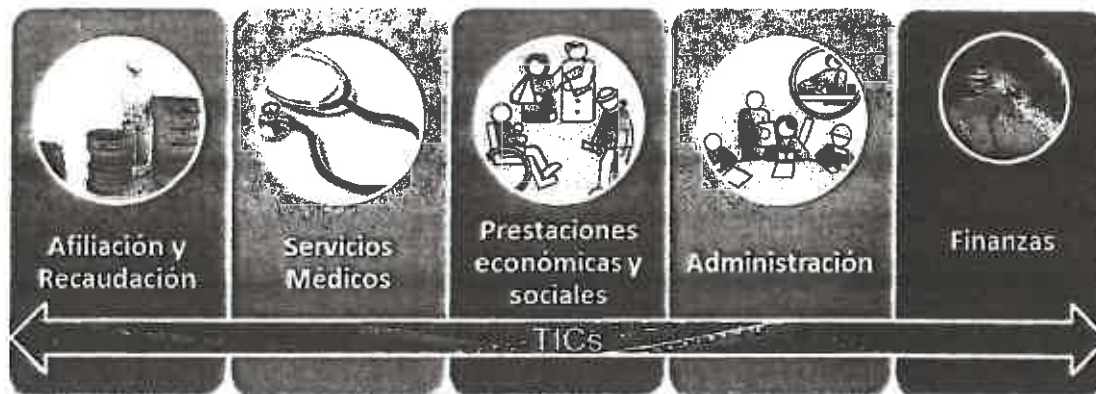 Afiliación y
Recaudación
Servicios
Médicos
Prestaciones
económicas y
sociales
Administración
Finanzas
TICs